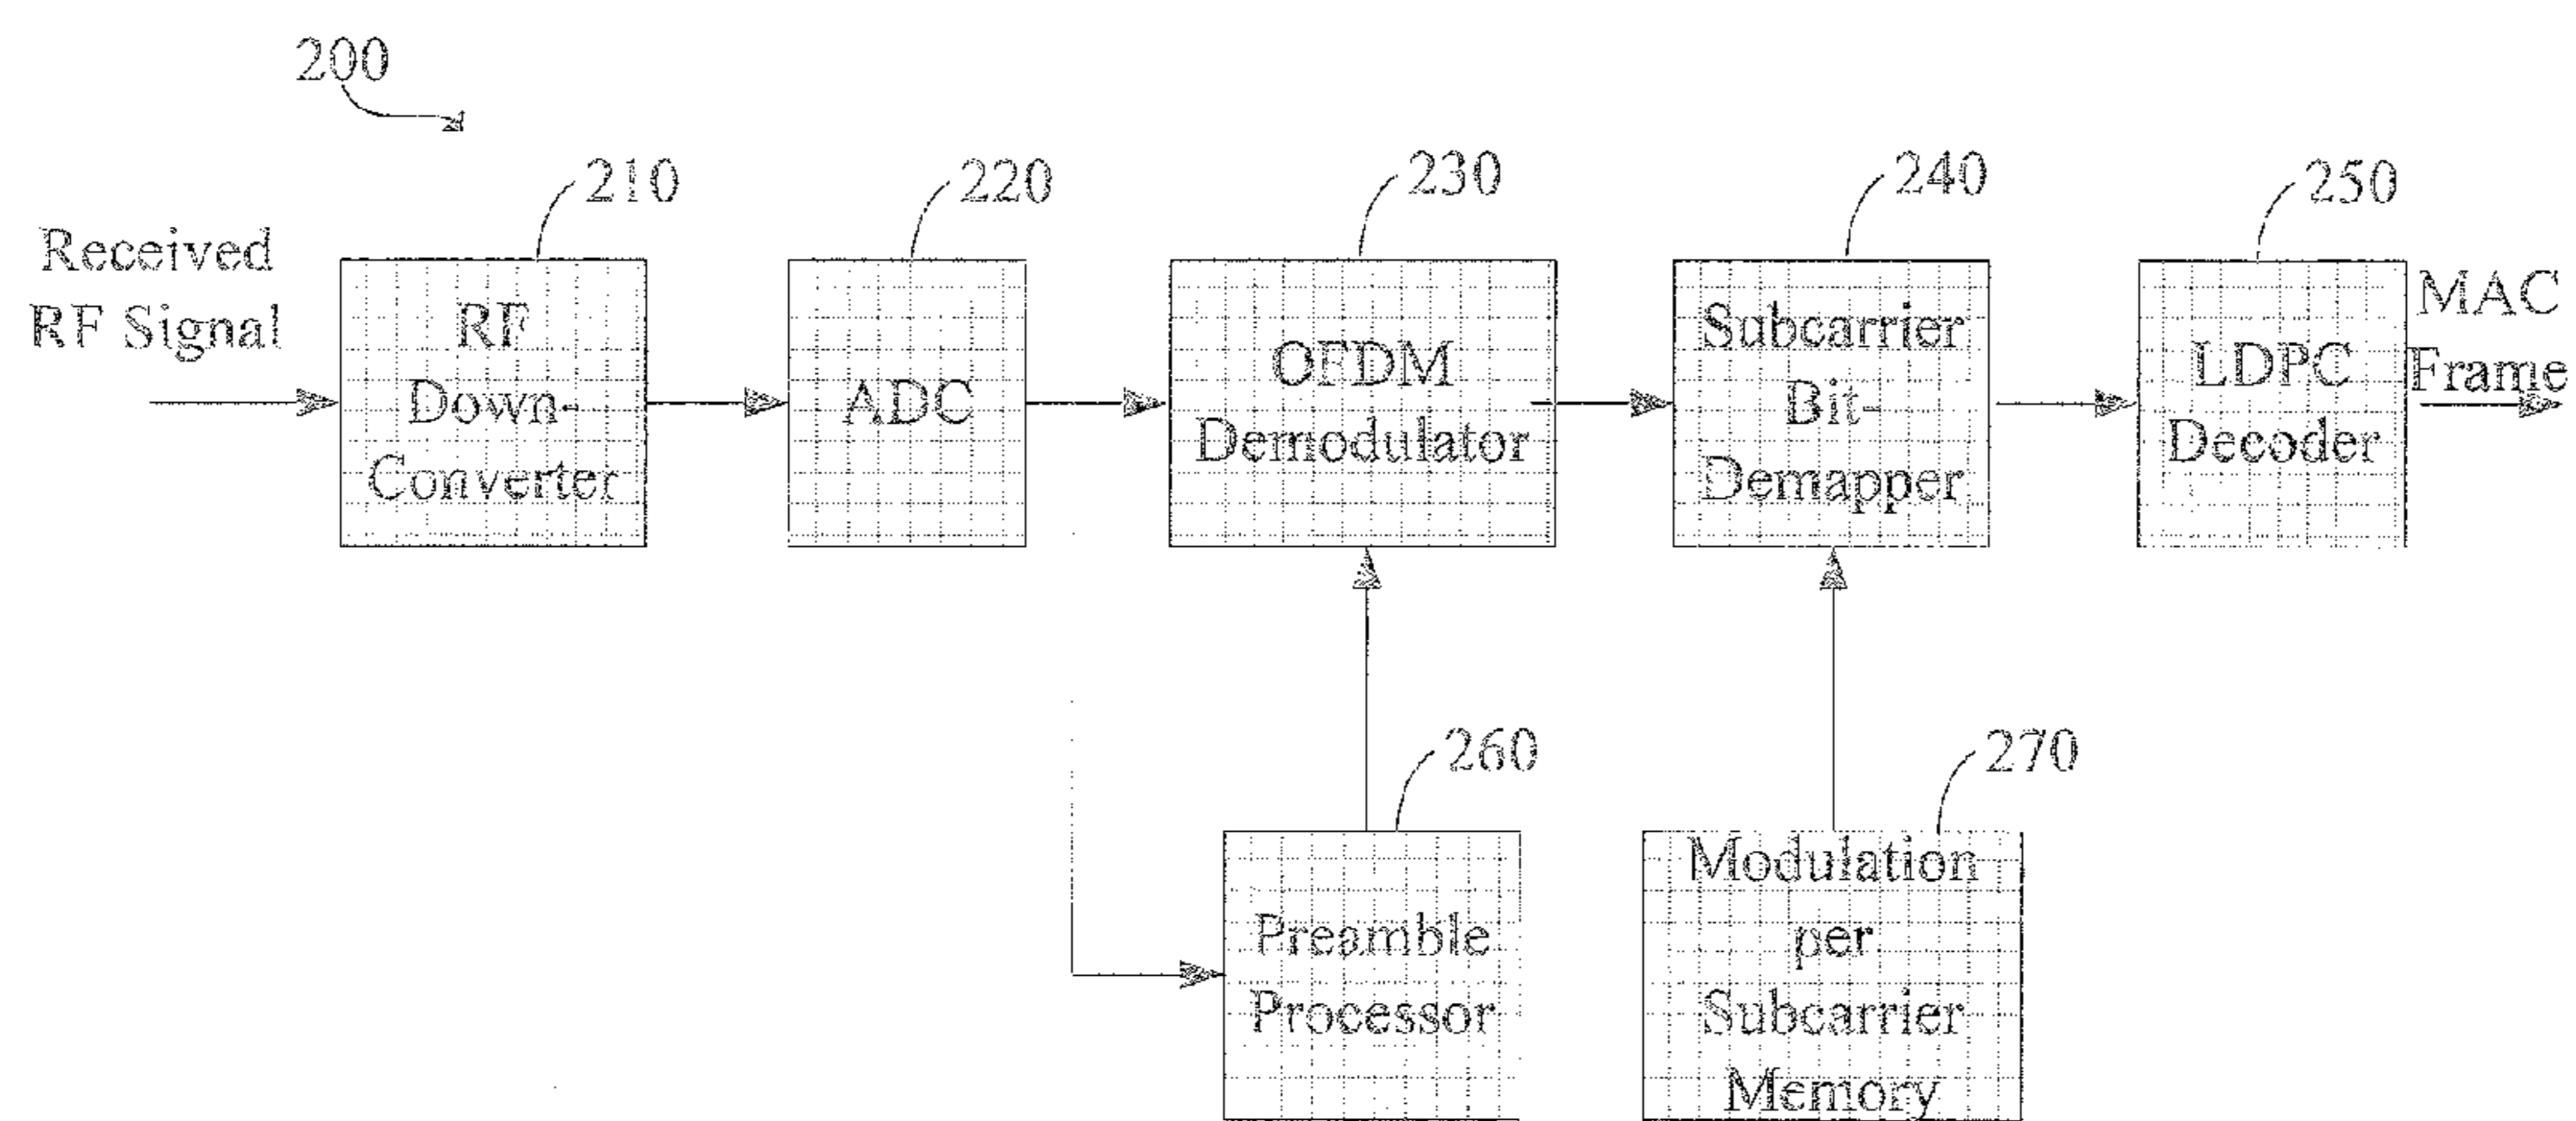 200
210
220
230
240
250
Received
RF Signal
RF
Down-
Converter
ADC
OFDM
Demodulator
Subcarrier
Bit-
Demapper
LDPC
Decoder
MAC
Frame
260
270
Preamble
Processor
Modulation
per
Subcarrier
Memory